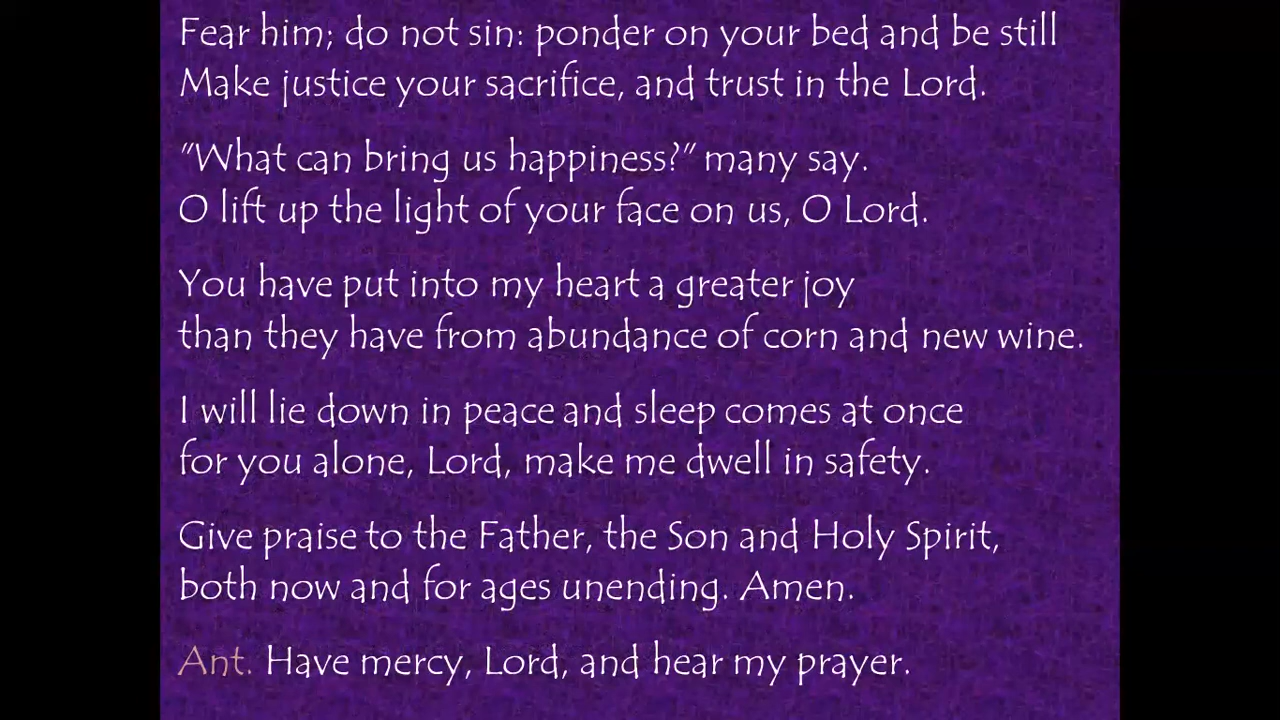 Fear him; do not sin: ponder on your bed and be still
Make justice your sacrifice, and trust in the Lord.
"What can bring us happiness?" many say.
O lift up the light of your face on us, O Lord.
You have put into my heart a greater joy
than they have from abundance of corn and new wine.
I will lie down in peace and sleep comes at once
for you alone, Lord, make me dwell in safety.
Give praise to the Father, the Son and Holy Spirit,
both now and for ages unending. Amen.
Ant. Have mercy, Lord, and hear my prayer.